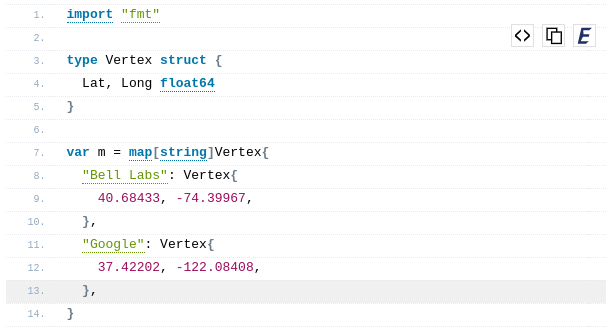 1. import "fmt"
2.
3. type Vertex struct {
4. Lat, Long float64
5. }
6.
7. var m = map[string]Vertex{
8. "Bell Labs": Vertex{
9. 40.68433, -74.39967,
10. },
11. "Google": Vertex{
12. 37.42202, -122.08408,
13. },
14. }